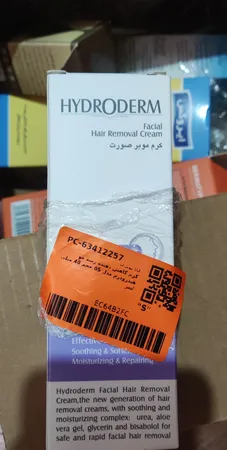 HYDRODERM
Facial
Hair Removal Cream
کرم موبر صورت
PC-63412257
EC64B2FC
"S"
Effective
Soothing &
Moisturizing & Repairing
Hydroderm Facial Hair Removal
Cream,the new generation of hair
removal creams, with soothing and
moisturizing complex: urea, aloe
vera gel, glycerin and bisabolol for
safe and rapid facial hair removal